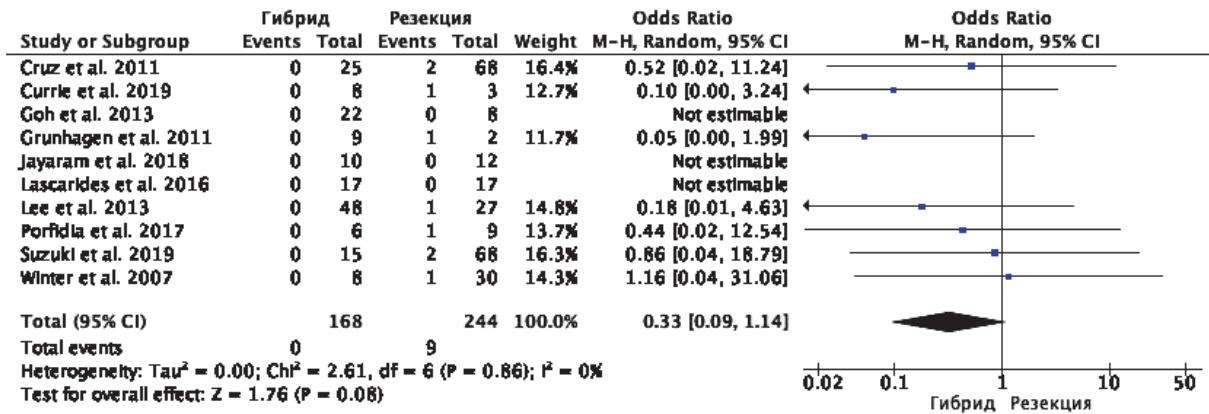 Гибрид Резекция Odds Ratio Odds Ratio
Study or Subgroup Events Total Events Total Weight M-H, Random, 95% CI M-H, Random, 95% CI
Cruz et al. 2011 0 25 2 68 16.4% 0.52 [0.02, 11.24]
Currie et al. 2019 0 8 1 3 12.7% 0.10 [0.00, 3.24]
Goh et al. 2013 0 22 0 8 Not estimable
Grunhagen et al. 2011 0 9 1 2 11.7% 0.05 [0.00, 1.99]
Jayaram et al. 2018 0 10 0 12 Not estimable
Lascarides et al. 2016 0 17 0 17 Not estimable
Lee et al. 2013 0 48 1 27 14.8% 0.18 [0.01, 4.63]
Porfidia et al. 2017 0 6 1 9 13.7% 0.44 [0.02, 12.54]
Suzuki et al. 2019 0 15 2 68 16.3% 0.86 [0.04, 18.79]
Winter et al. 2007 0 8 1 30 14.3% 1.16 [0.04, 31.06]
Total (95% CI) 168 244 100.0% 0.33 [0.09, 1.14]
Total events 0 9
Heterogeneity: Tau² = 0.00; Chi² = 2.61, df = 6 (P = 0.86); I² = 0%
Test for overall effect: Z = 1.76 (P = 0.08)
0.02 0.1 1 10 50
Гибрид Резекция